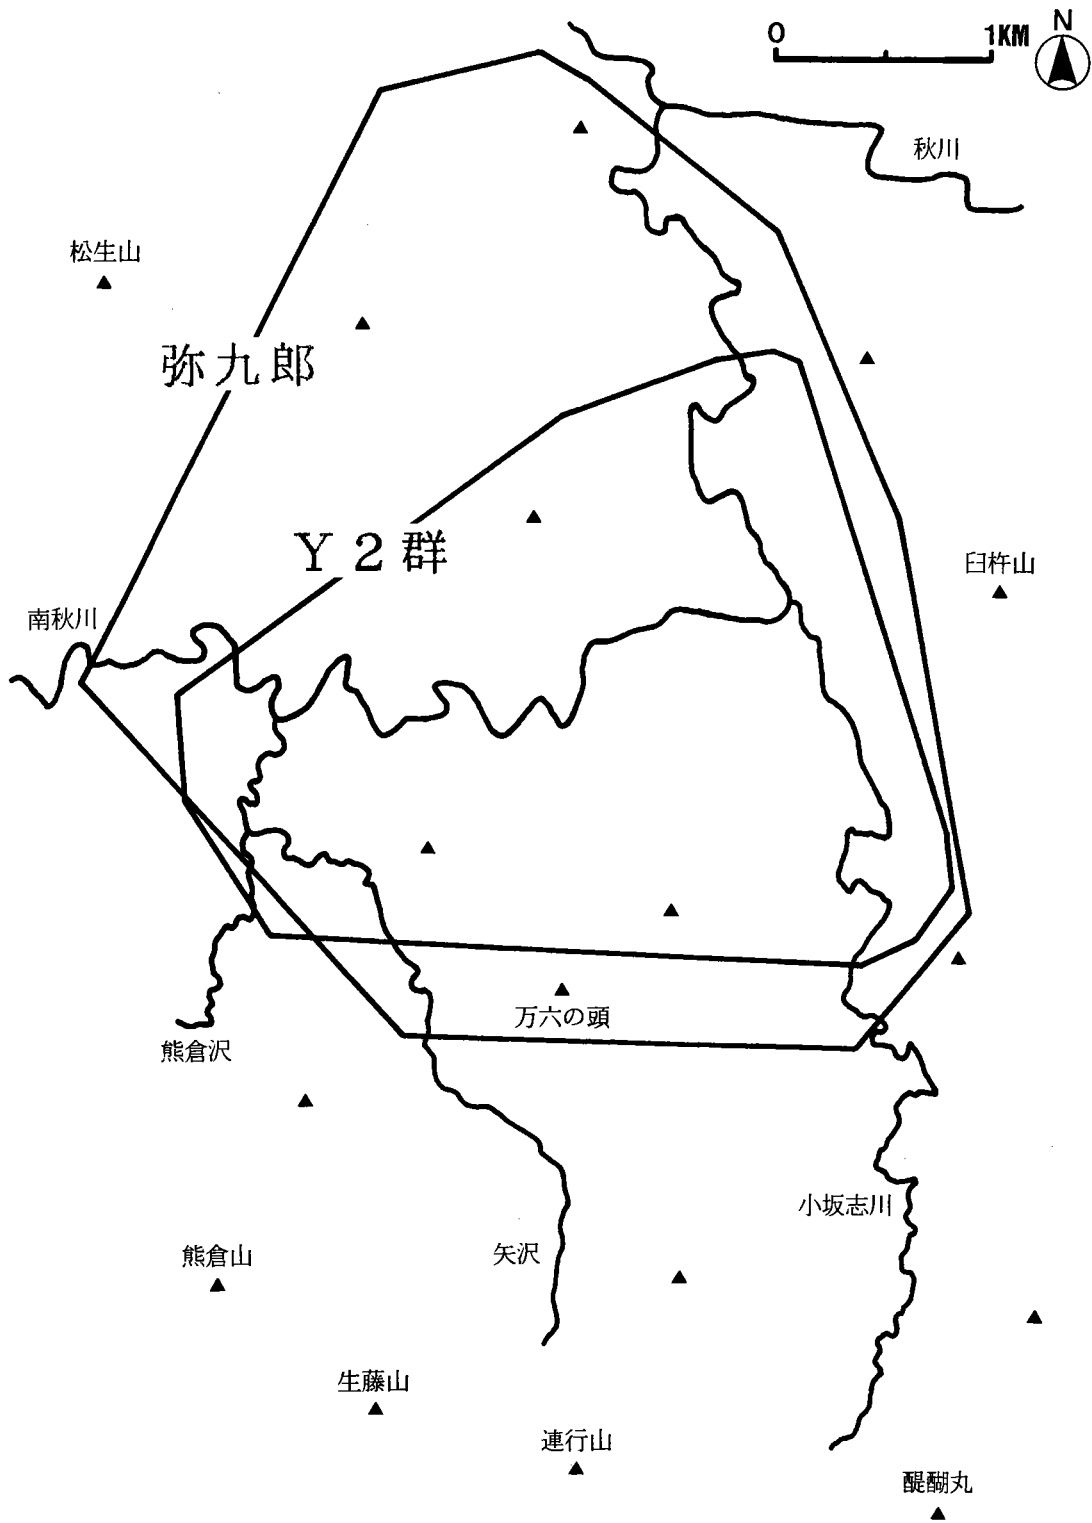 N
0 1KM
秋川
松生山
弥九郎
Y2群
臼杵山
南秋川
万六の頭
熊倉沢
小坂志川
熊倉山
矢沢
生藤山
連行山
醍醐丸